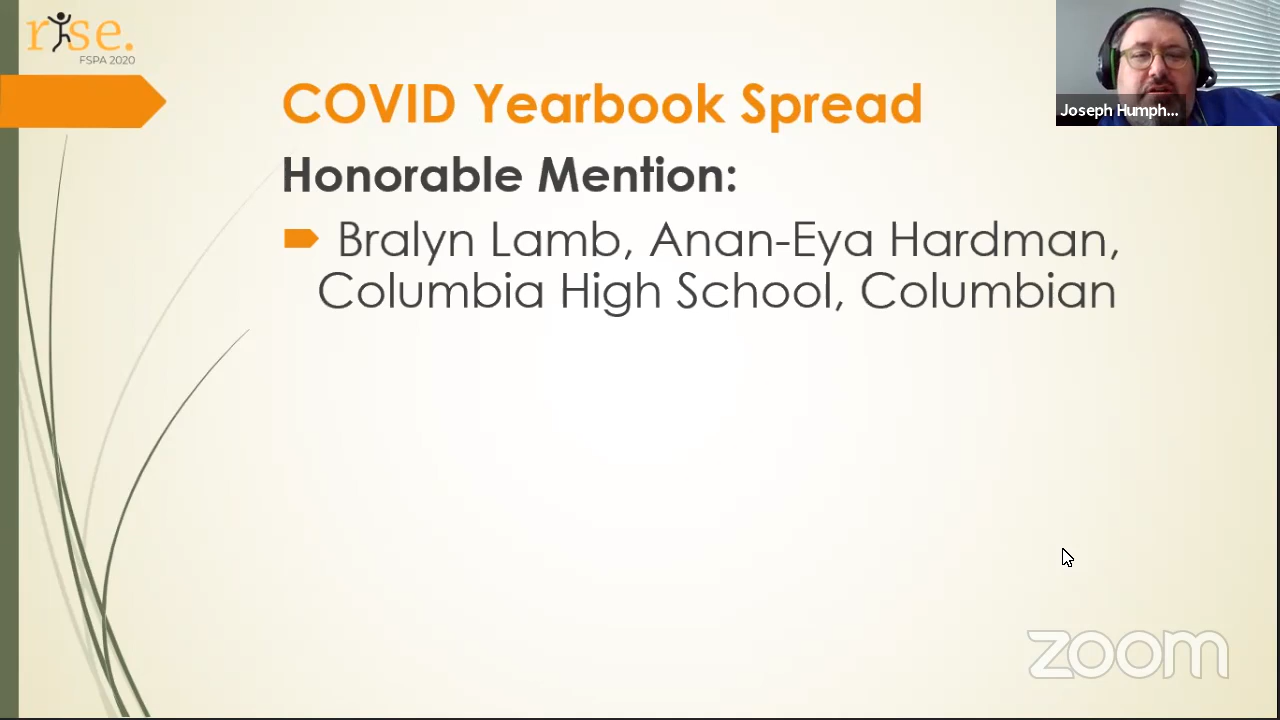 rise.
FSPA 2020
COVID Yearbook Spread
Honorable Mention:
Bralyn Lamb, Anan-Eya Hardman,
Columbia High School, Columbian
Joseph Humph...
zoom